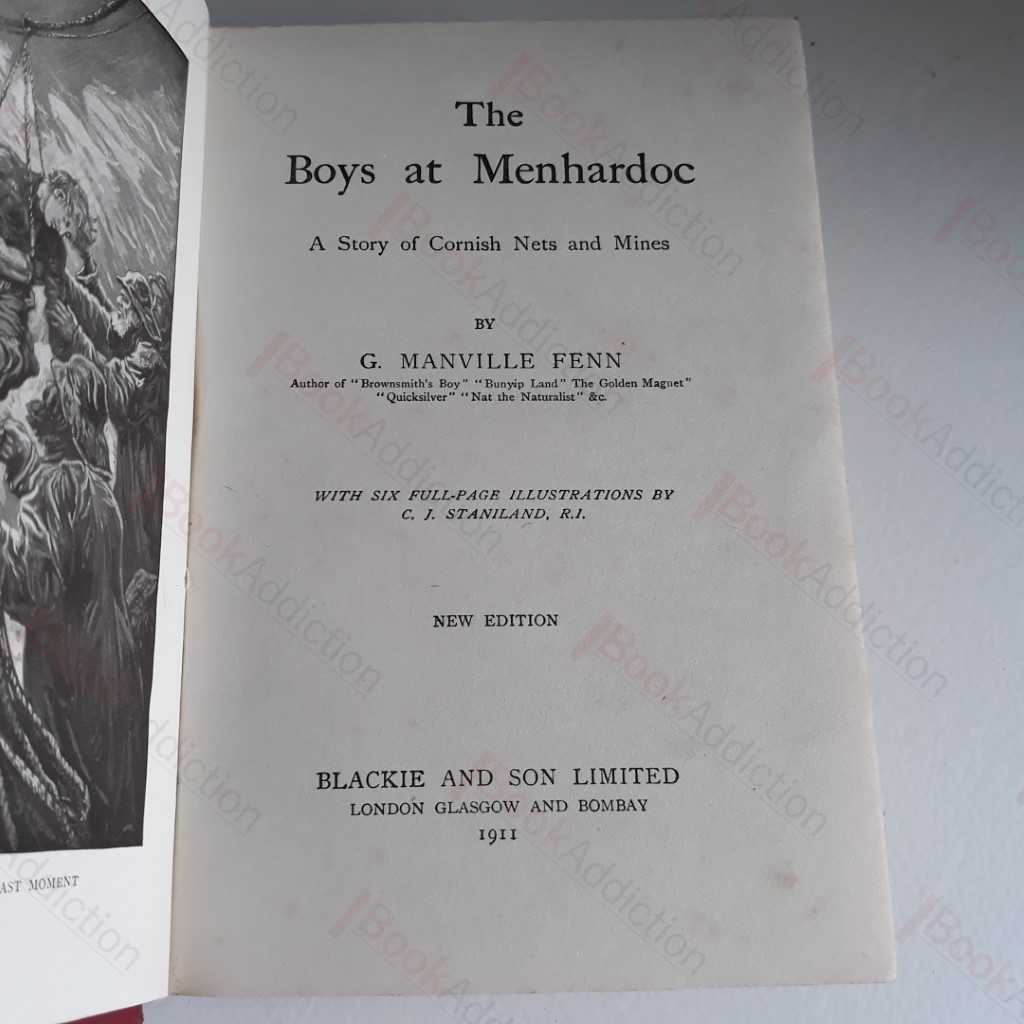 The
Boys at Menhardoc
A Story of Cornish Nets and Mines
BY
G. MANVILLE FENN
Author of "Brownsmith's Boy" "Bunyip Land" The Golden Magnet"
"Quicksilver" "Nat the Naturalist" &c.
WITH SIX FULL-PAGE ILLUSTRATIONS BY
C. J. STANILAND, R.I.
NEW EDITION
BLACKIE AND SON LIMITED
LONDON GLASGOW AND BOMBAY
1911
AST MOMENT
BookAddiction